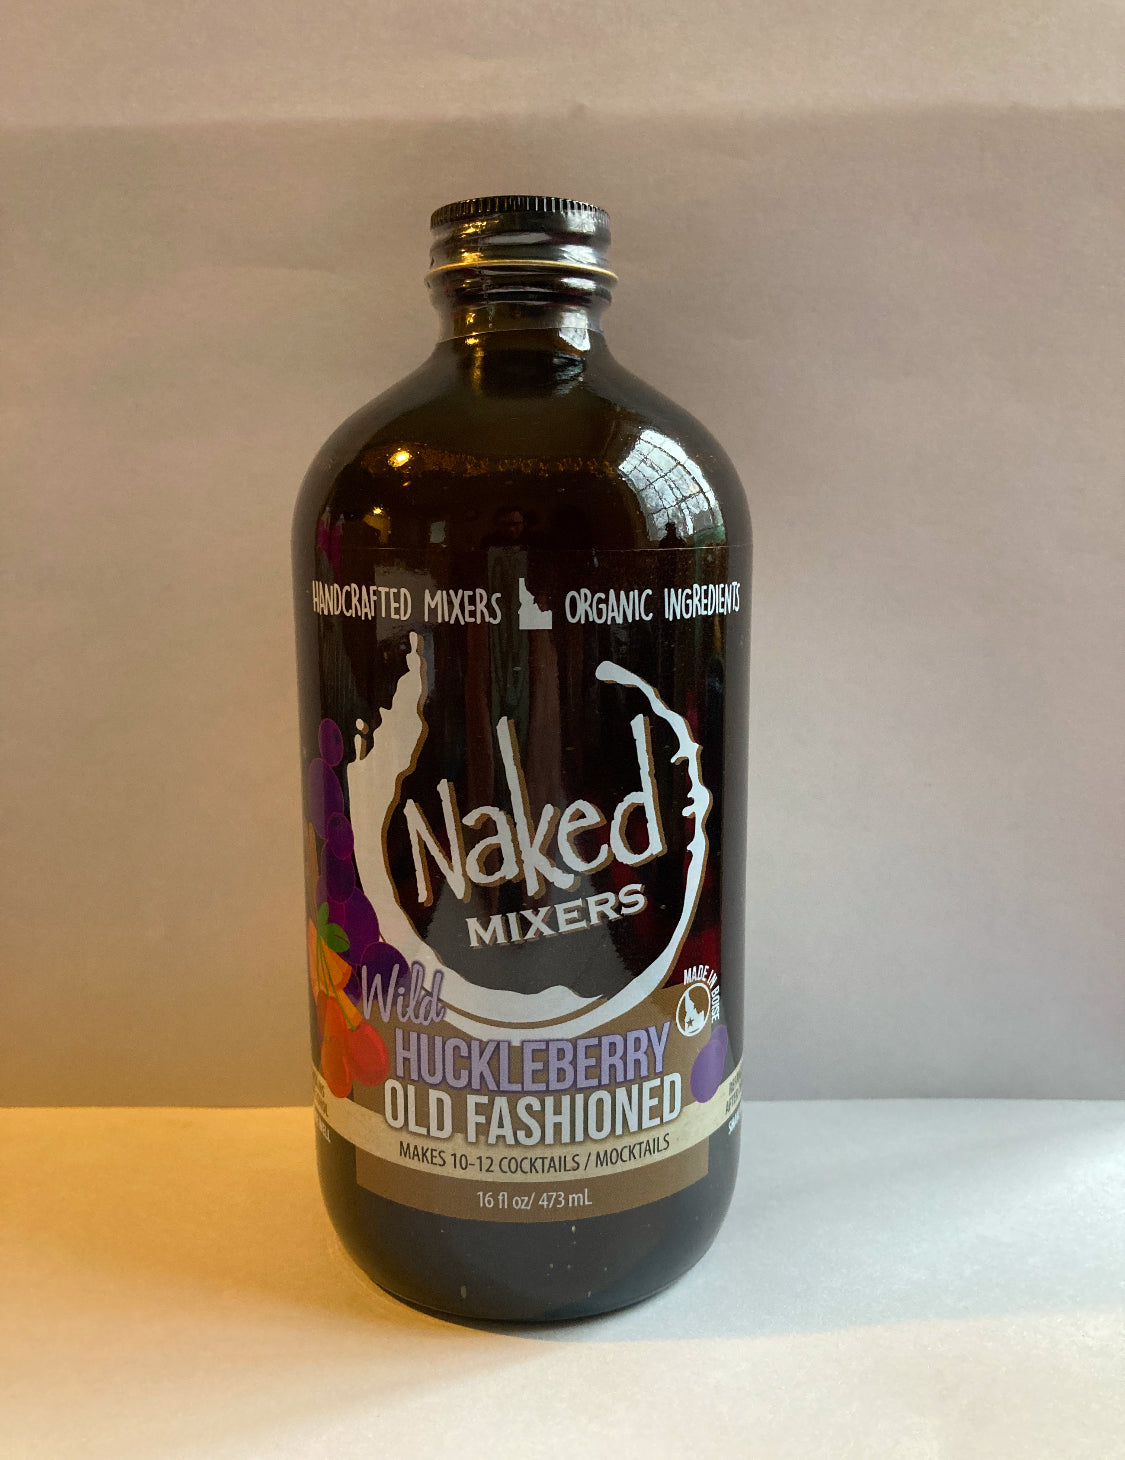 HANDCRAFTED MIXERS ORGANIC INGREDIENTS
Naked
MIXERS
MADE IN BOISE
Wild
HUCKLEBERRY
OLD FASHIONED
MAKES 10-12 COCKTAILS / MOCKTAILS
16 fl oz/ 473 mL